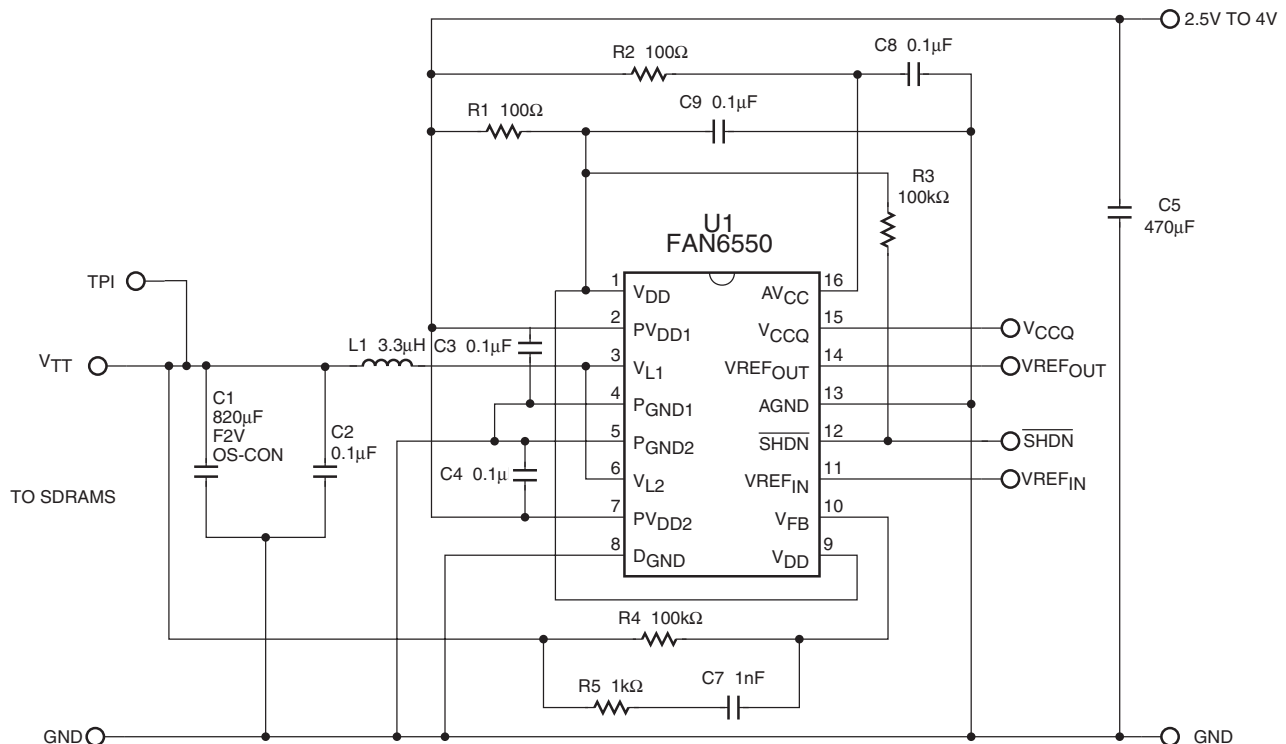 2.5V TO 4V
R2 100Ω
C8 0.1μF
R1 100Ω
C9 0.1μF
R3
100kΩ
C5
470μF
U1
FAN6550
TPI
VTT
L1 3.3μH
C3 0.1μF
C1
820μF
F2V
OS-CON
C2
0.1μF
C4 0.1μ
TO SDRAMS
1 VDD
2 PVDD1
3 VL1
4 PGND1
5 PGND2
6 VL2
7 PVDD2
8 DGND
16 AVCC
15 VCCQ
14 VREFOUT
13 AGND
12 SHDN
11 VREFIN
10 VFB
9 VDD
VCCQ
VREFOUT
SHDN
VREFIN
R4 100kΩ
R5 1kΩ
C7 1nF
GND
GND